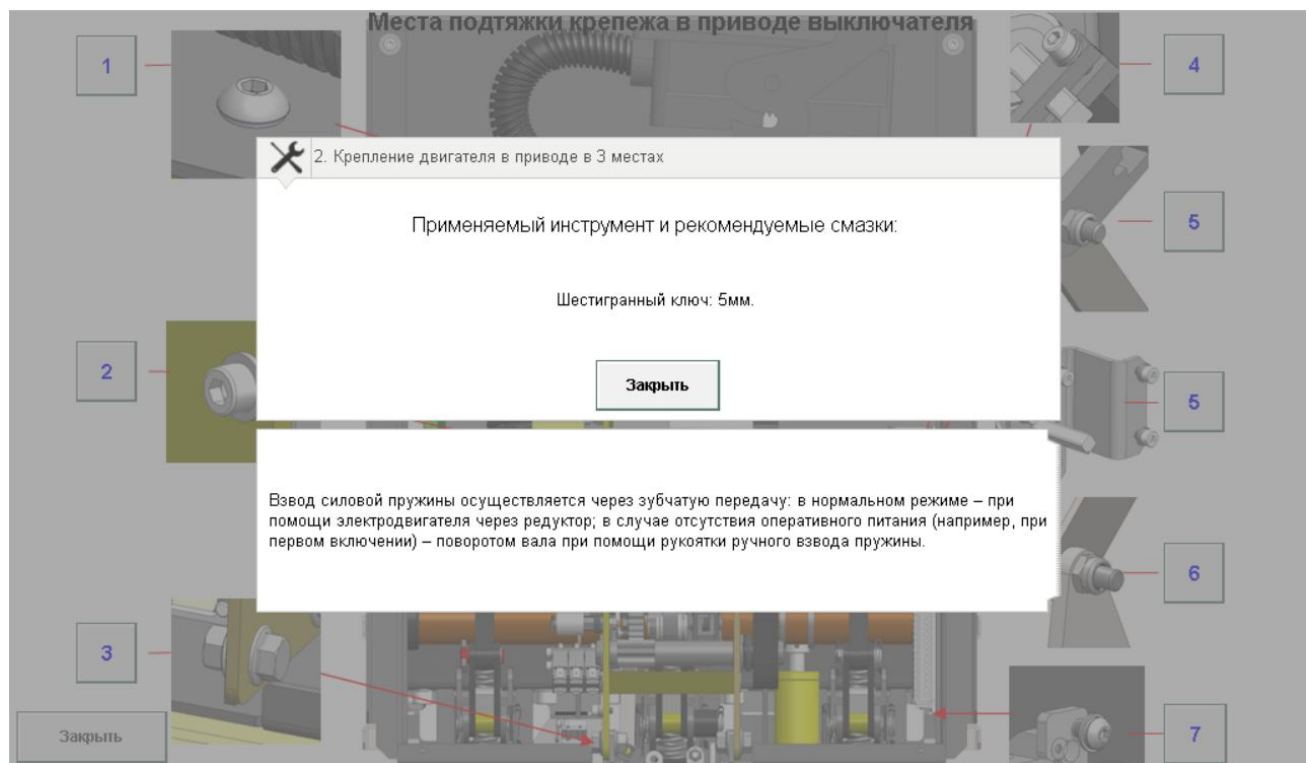 Места подтяжки крепежа в приводе выключателя
1
4
2. Крепление двигателя в приводе в 3 местах
Применяемый инструмент и рекомендуемые смазки:
5
Шестигранный ключ: 5мм.
2
Закрыть
5
Взвод силовой пружины осуществляется через зубчатую передачу: в нормальном режиме – при
помощи электродвигателя через редуктор; в случае отсутствия оперативного питания (например, при
первом включении) – поворотом вала при помощи рукоятки ручного взвода пружины.
6
3
Закрыть
7